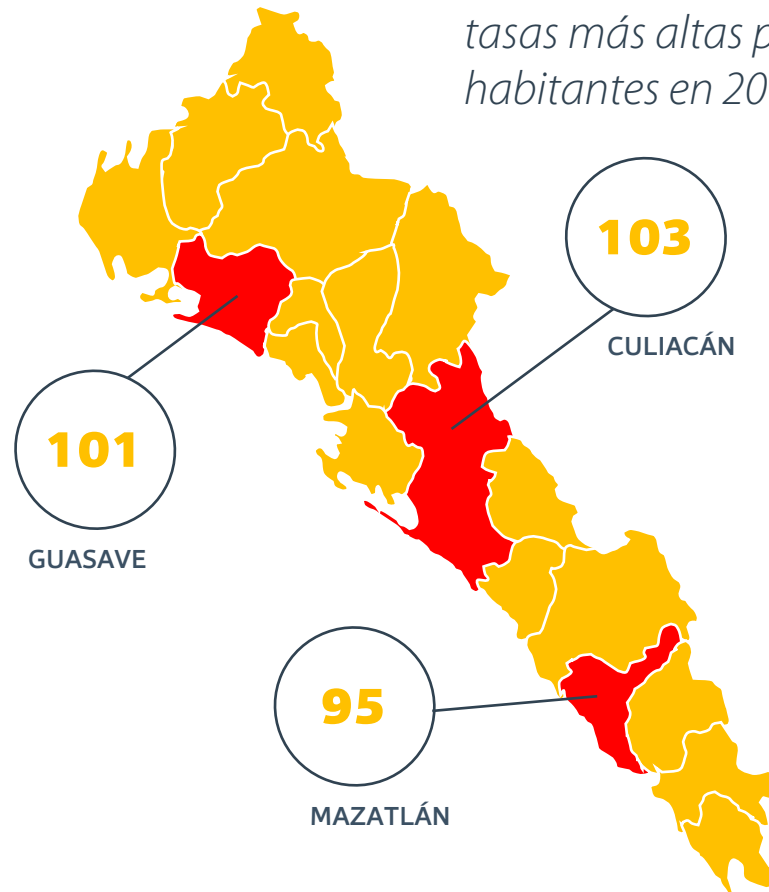 tasas más altas p
habitantes en 20
103
CULIACÁN
101
GUASAVE
95
MAZATLÁN